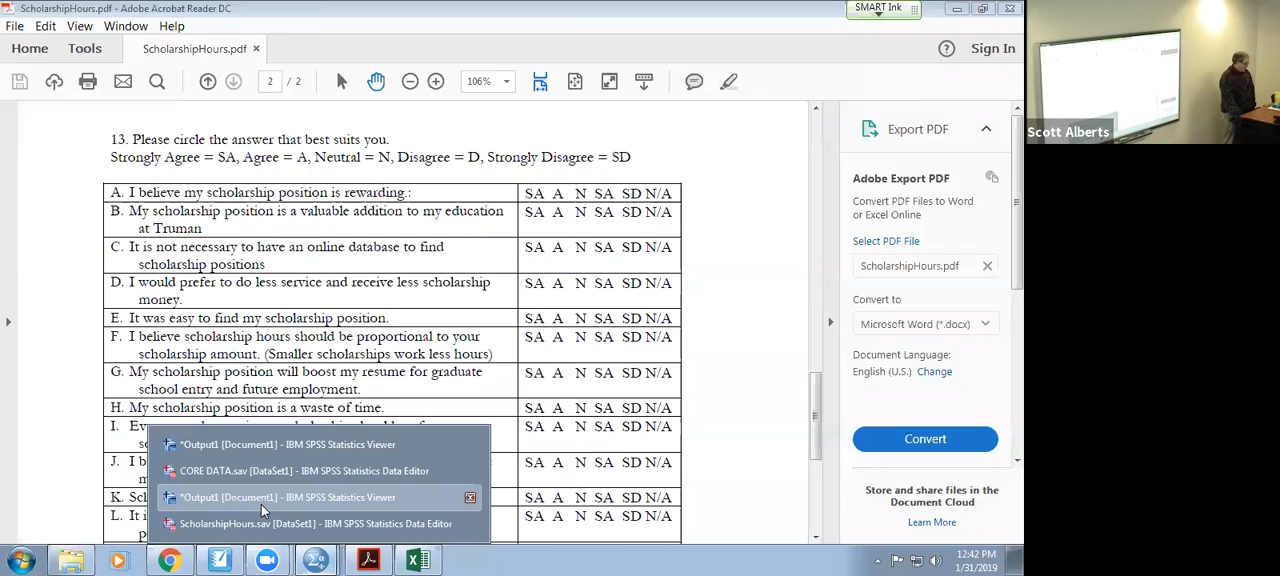 ScholarshipHours.pdf - Adobe Acrobat Reader DC
SMART Ink
File Edit View Window Help
Home Tools ScholarshipHours.pdf ×
Sign In
2 / 2
106%
13. Please circle the answer that best suits you.
Strongly Agree = SA, Agree = A, Neutral = N, Disagree = D, Strongly Disagree = SD
A. I believe my scholarship position is rewarding.: SA A N SA SD N/A
B. My scholarship position is a valuable addition to my education SA A N SA SD N/A
at Truman
C. It is not necessary to have an online database to find SA A N SA SD N/A
scholarship positions
D. I would prefer to do less service and receive less scholarship SA A N SA SD N/A
money.
E. It was easy to find my scholarship position. SA A N SA SD N/A
F. I believe scholarship hours should be proportional to your SA A N SA SD N/A
scholarship amount. (Smaller scholarships work less hours)
G. My scholarship position will boost my resume for graduate SA A N SA SD N/A
school entry and future employment.
H. My scholarship position is a waste of time. SA A N SA SD N/A
I. SA A N SA SD N/A
J. SA A N SA SD N/A
K. SA A N SA SD N/A
L. SA A N SA SD N/A
*Output1 [Document1] - IBM SPSS Statistics Viewer
CORE DATA.sav [DataSet1] - IBM SPSS Statistics Data Editor
*Output1 [Document1] - IBM SPSS Statistics Viewer
ScholarshipHours.sav [DataSet1] - IBM SPSS Statistics Data Editor
Export PDF
Adobe Export PDF
Convert PDF Files to Word
or Excel Online
Select PDF File
ScholarshipHours.pdf
Convert to
Microsoft Word (*.docx)
Document Language:
English (U.S.) Change
Convert
Store and share files in the
Document Cloud
Learn More
Scott Alberts
12:42 PM
1/31/2019